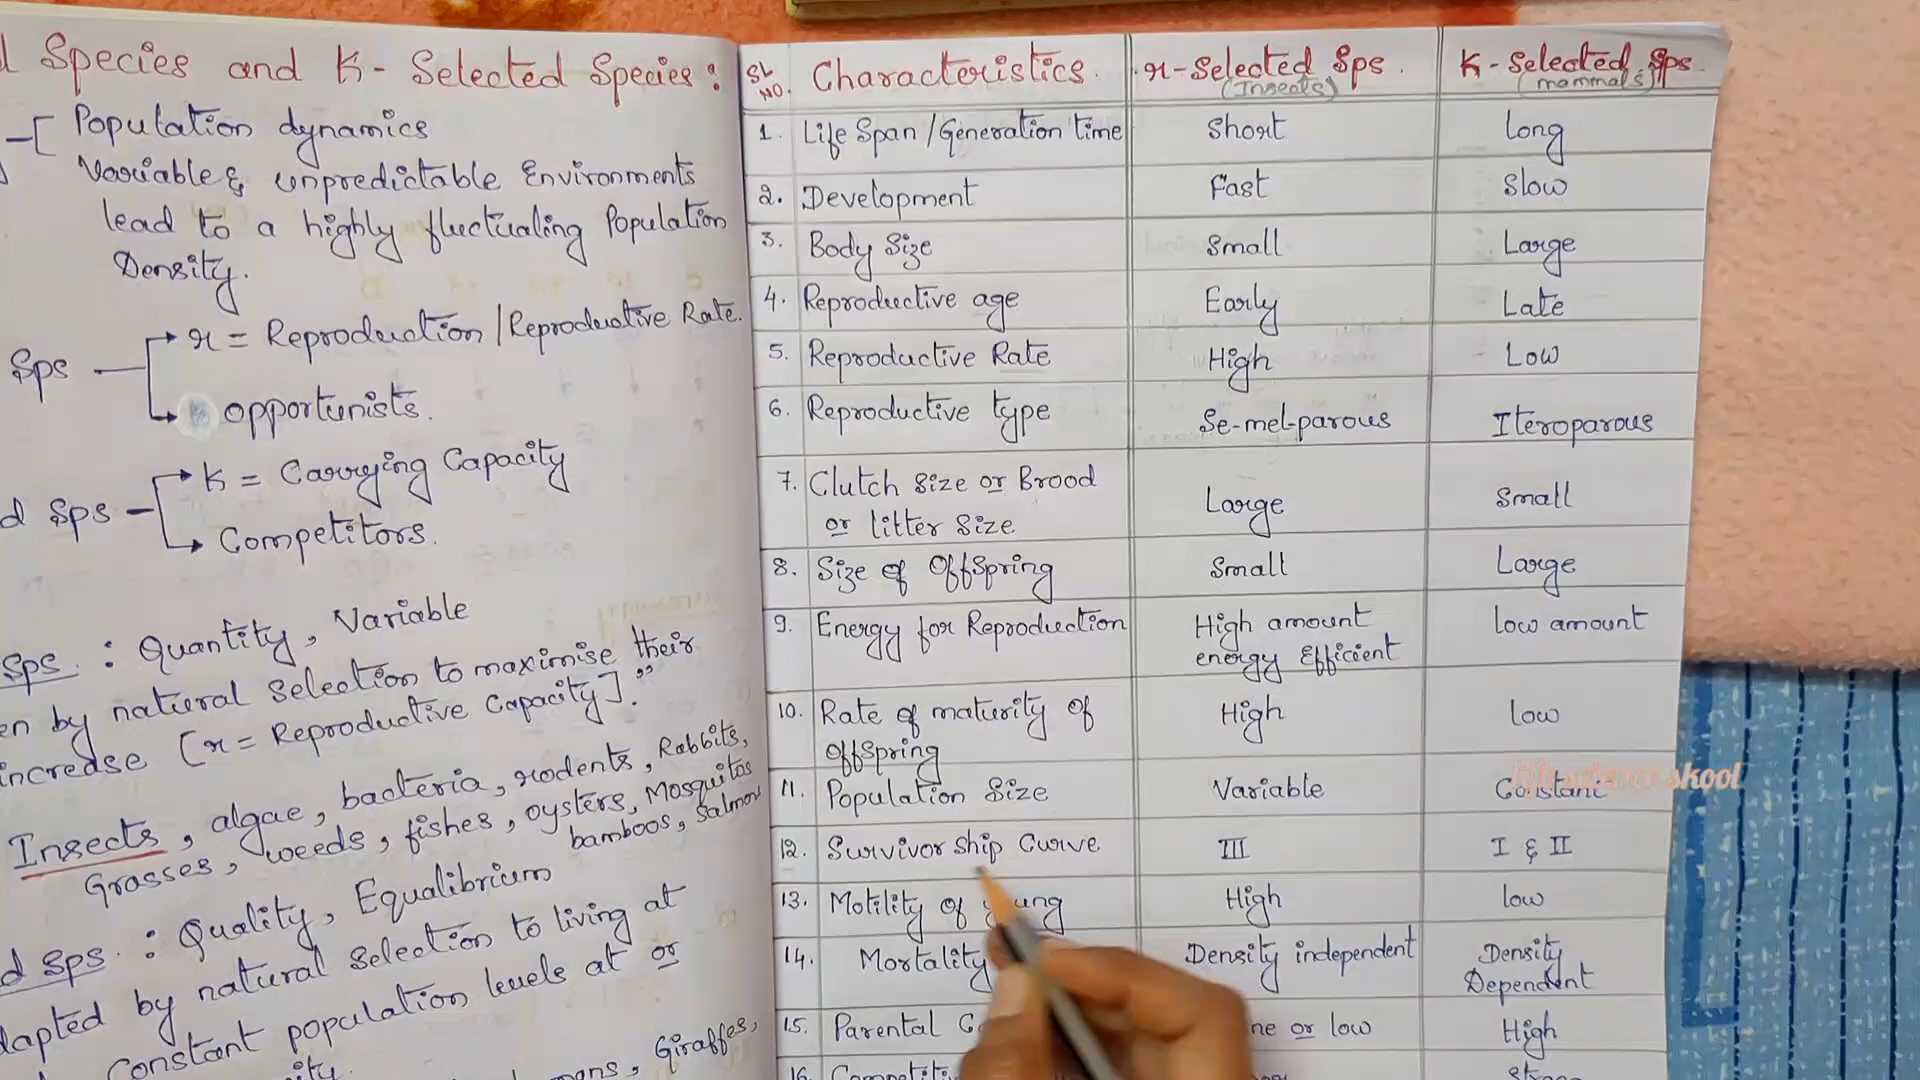 Species and K- Selected Species:
Population dynamics
Variable & unpredictable Environments
lead to a highly fluctualing Population
Density.
Sps
r = Reproduction / Reproductive Rate.
opportunists.
d Sps
K = Carrying Capacity
Competitors.
Sps. : Quantity, Variable
en by natural Selection to maximise their
increase [r = Reproductive Capacity]."
Insects, algae, bacteria, rodents, Rabbits,
Grasses, weeds, fishes, oysters, Mosquitos
bamboos, Salmon
d Sps. : Quality, Equalibrium
dapted by natural Selection to living at
Constant population levels at or
Giraffes,
SL NO. Characteristics. r-Selected Sps. K-Selected Sps.
(Insects) (mammals)
1. Life Span /Generation time Short Long
2. Development Fast Slow
3. Body Size Small Large
4. Reproductive age Early Late
5. Reproductive Rate High Low
6. Reproductive type Se-mel-parous Iteroparous
7. Clutch Size or Brood
or litter Size Large Small
8. Size of Offspring Small Large
9. Energy for Reproduction High amount low amount
energy Efficient
10. Rate of maturity of High low
Offspring
11. Population Size Variable Constant
life science skool
12. Survivor ship Curve III I & II
13. Motility of young High low
14. Mortality Density independent Density
Dependent
15. Parental or low High
16.